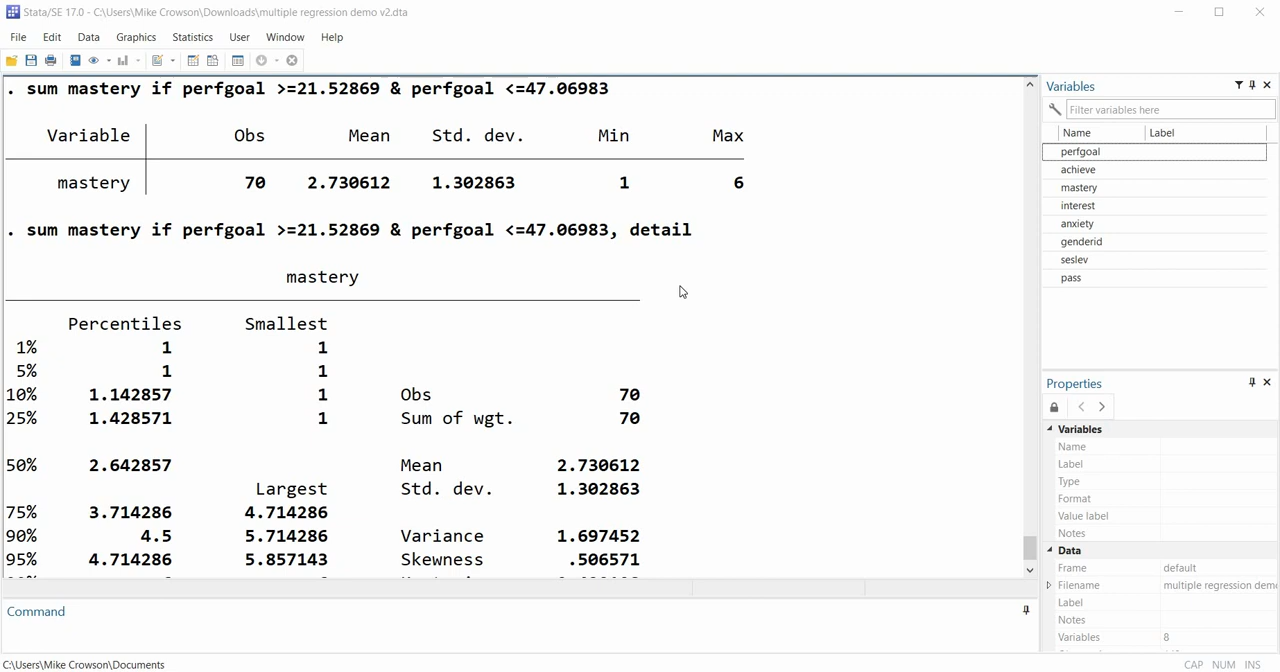 Stata/SE 17.0 - C:\Users\Mike Crowson\Downloads\multiple regression demo v2.dta
File Edit Data Graphics Statistics User Window Help
. sum mastery if perfgoal >=21.52869 & perfgoal <=47.06983
Variable Obs Mean Std. dev. Min Max
mastery 70 2.730612 1.302863 1 6
. sum mastery if perfgoal >=21.52869 & perfgoal <=47.06983, detail
mastery
Percentiles Smallest
1% 1 1
5% 1 1
10% 1.142857 1 Obs 70
25% 1.428571 1 Sum of wgt. 70
50% 2.642857 Mean 2.730612
Largest Std. dev. 1.302863
75% 3.714286 4.714286
90% 4.5 5.714286 Variance 1.697452
95% 4.714286 5.857143 Skewness .506571
Command
C:\Users\Mike Crowson\Documents
Variables
Filter variables here
Name Label
perfgoal
achieve
mastery
interest
anxiety
genderid
seslev
pass
Properties
Variables
Name
Label
Type
Format
Value label
Notes
Data
Frame default
Filename multiple regression demo
Label
Notes
Variables 8
CAP NUM INS